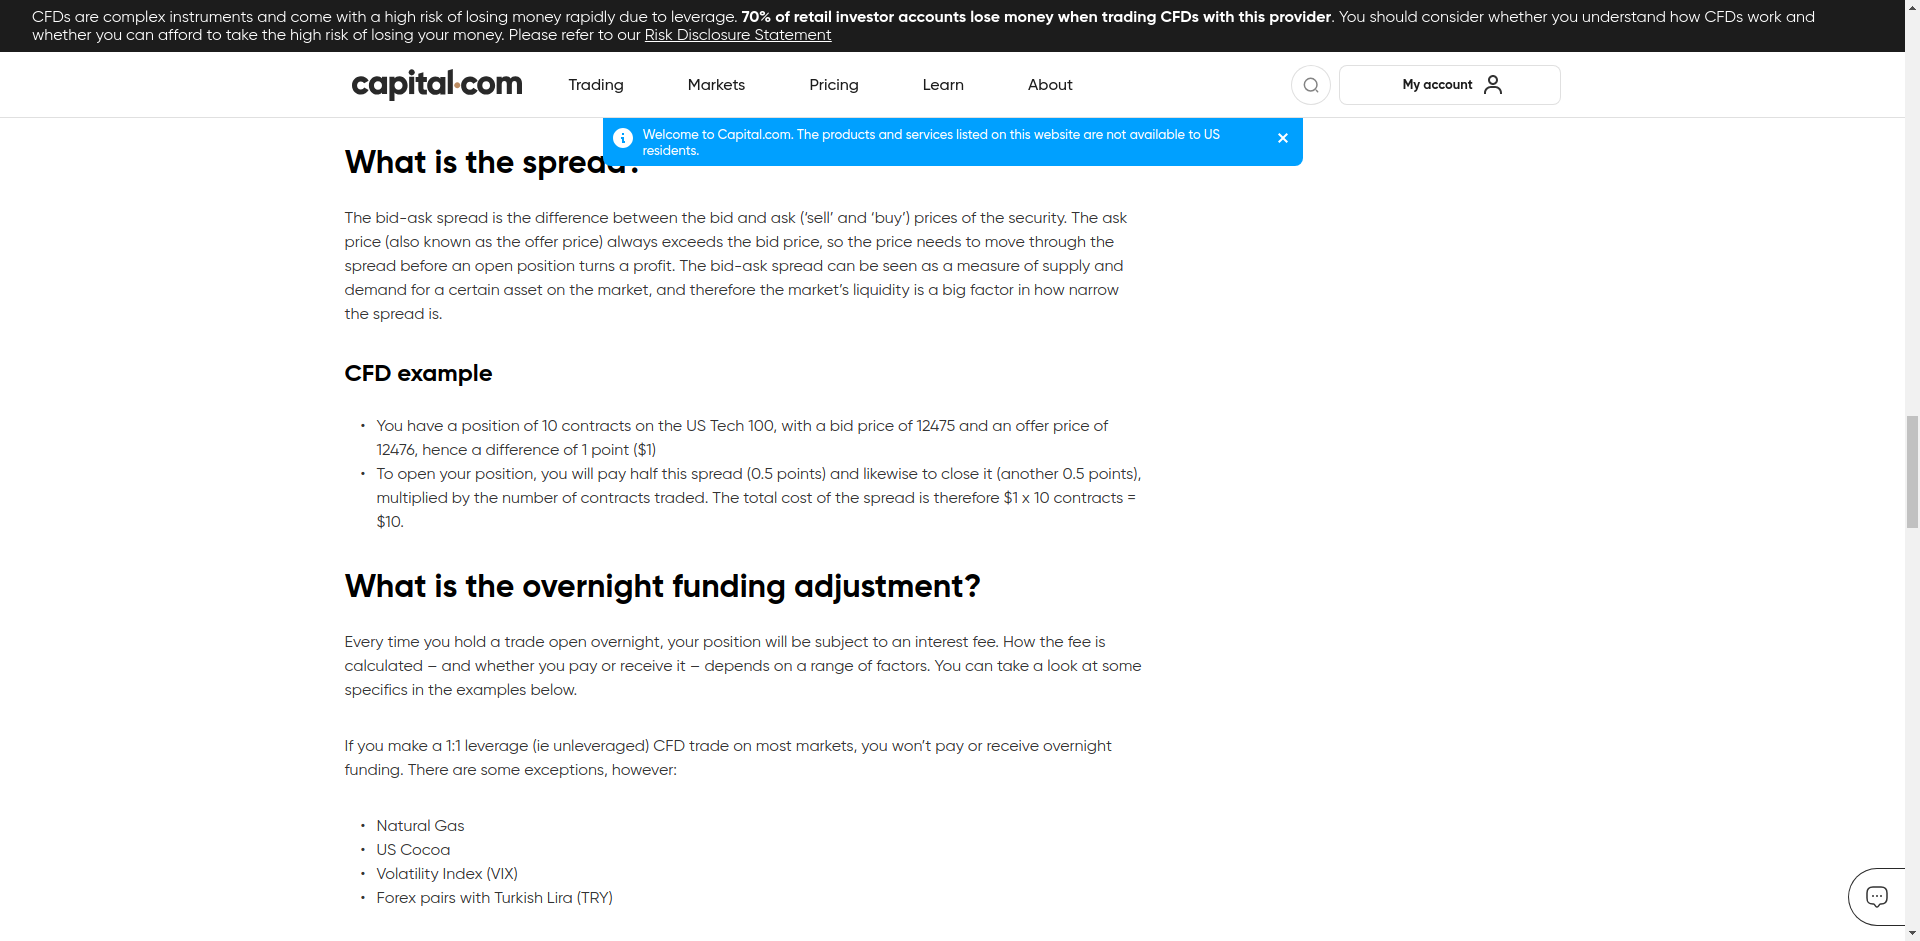 CFDs are complex instruments and come with a high risk of losing money rapidly due to leverage. 70% of retail investor accounts lose money when trading CFDs with this provider. You should consider whether you understand how CFDs work and
whether you can afford to take the high risk of losing your money. Please refer to our Risk Disclosure Statement
capital.com
Trading
Markets
Pricing
Learn
About
My account
Welcome to Capital.com. The products and services listed on this website are not available to US
residents.
What is the spread?
The bid-ask spread is the difference between the bid and ask (‘sell’ and ‘buy’) prices of the security. The ask
price (also known as the offer price) always exceeds the bid price, so the price needs to move through the
spread before an open position turns a profit. The bid-ask spread can be seen as a measure of supply and
demand for a certain asset on the market, and therefore the market’s liquidity is a big factor in how narrow
the spread is.
CFD example
• You have a position of 10 contracts on the US Tech 100, with a bid price of 12475 and an offer price of
12476, hence a difference of 1 point ($1)
• To open your position, you will pay half this spread (0.5 points) and likewise to close it (another 0.5 points),
multiplied by the number of contracts traded. The total cost of the spread is therefore $1 x 10 contracts =
$10.
What is the overnight funding adjustment?
Every time you hold a trade open overnight, your position will be subject to an interest fee. How the fee is
calculated – and whether you pay or receive it – depends on a range of factors. You can take a look at some
specifics in the examples below.
If you make a 1:1 leverage (ie unleveraged) CFD trade on most markets, you won’t pay or receive overnight
funding. There are some exceptions, however:
• Natural Gas
• US Cocoa
• Volatility Index (VIX)
• Forex pairs with Turkish Lira (TRY)